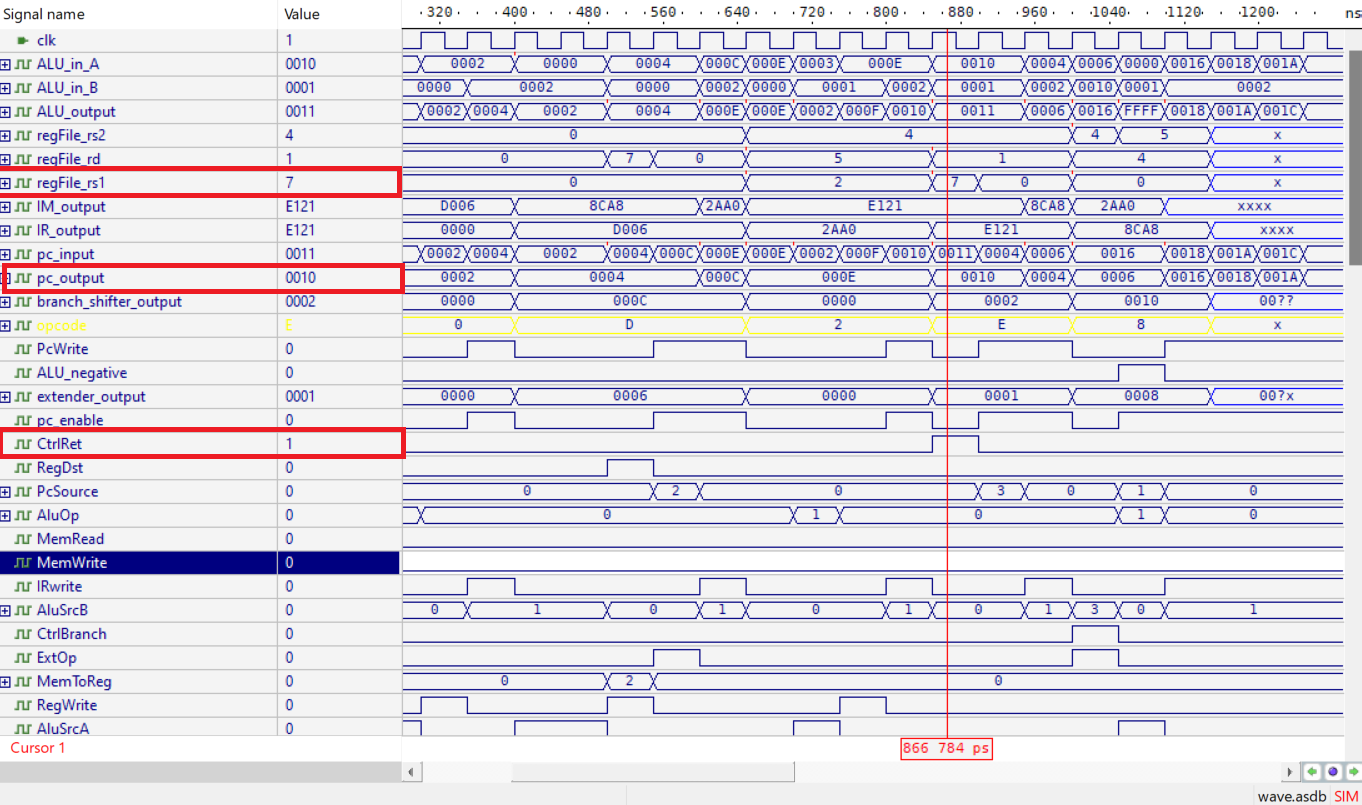 Signal name Value 320 400 480 560 640 720 800 880 960 1040 1120 1200 ns
clk 1
ALU_in_A 0010 0002 0000 0004 000C 000E 0003 000E 0010 0004 0006 0000 0016 0018 001A
ALU_in_B 0001 0000 0002 0000 0002 0000 0001 0002 0001 0002 0010 0001 0002
ALU_output 0011 0002 0004 0002 0004 000E 000E 0002 000F 0010 0011 0006 0016 FFFF 0018 001A 001C
regFile_rs2 4 0 4 4 5 x
regFile_rd 1 0 7 0 5 1 4 x
regFile_rs1 7 0 2 7 0 0 x
IM_output E121 D006 8CA8 2AA0 E121 8CA8 2AA0 xxxx
IR_output E121 0000 D006 2AA0 E121 8CA8 xxxx
pc_input 0011 0002 0004 0002 0004 000C 000E 000E 0002 000F 0010 0011 0004 0006 0016 0018 001A 001C
pc_output 0010 0002 0004 000C 000E 0010 0004 0006 0016 0018 001A
branch_shifter_output 0002 0000 000C 0000 0002 0010 00??
opcode E 0 D 2 E 8 x
PcWrite 0
ALU_negative 0
extender_output 0001 0000 0006 0000 0001 0008 00?x
pc_enable 0
CtrlRet 1
RegDst 0
PcSource 0 0 2 0 3 0 1 0
AluOp 0 0 1 0 1 0
MemRead 0
MemWrite 0
IRwrite 0
AluSrcB 0 0 1 0 1 0 1 0 1 3 0 1
CtrlBranch 0
ExtOp 0
MemToReg 0 0 2 0
RegWrite 0
AluSrcA 0
Cursor 1 866 784 ps
wave.asdb SIM